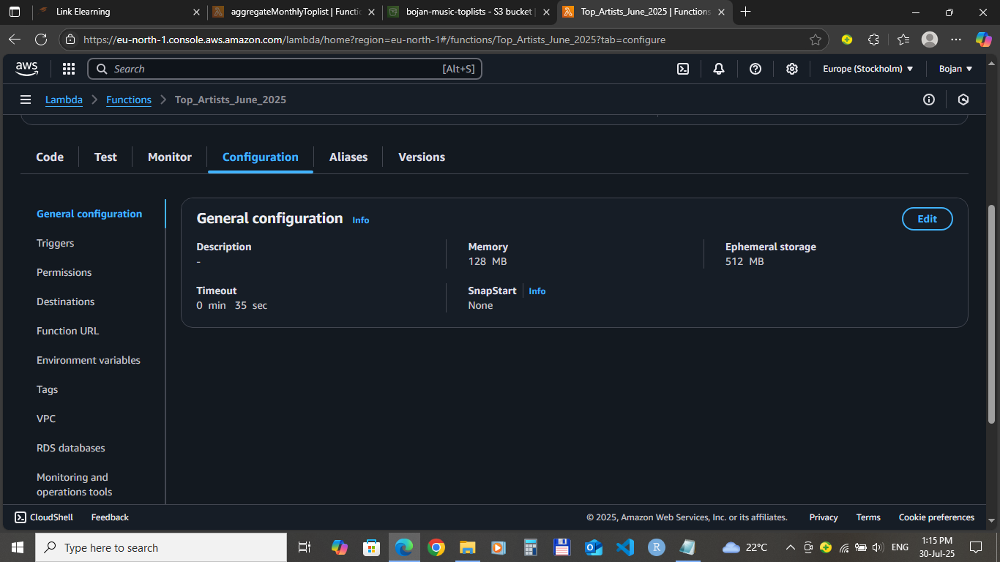 Link Elearning
aggregateMonthlyToplist | Functic
bojan-music-toplists - S3 bucket |
Top_Artists_June_2025 | Functions
https://eu-north-1.console.aws.amazon.com/lambda/home?region=eu-north-1#/functions/Top_Artists_June_2025?tab=configure
aws
Search
[Alt+S]
Europe (Stockholm)
Bojan
Lambda
Functions
Top_Artists_June_2025
Code
Test
Monitor
Configuration
Aliases
Versions
General configuration
Triggers
Permissions
Destinations
Function URL
Environment variables
Tags
VPC
RDS databases
Monitoring and
operations tools
General configuration Info
Edit
Description
-
Memory
128 MB
Ephemeral storage
512 MB
Timeout
0 min 35 sec
SnapStart Info
None
CloudShell
Feedback
© 2025, Amazon Web Services, Inc. or its affiliates.
Privacy
Terms
Cookie preferences
Type here to search
R
22°C
ENG
1:15 PM
30-Jul-25